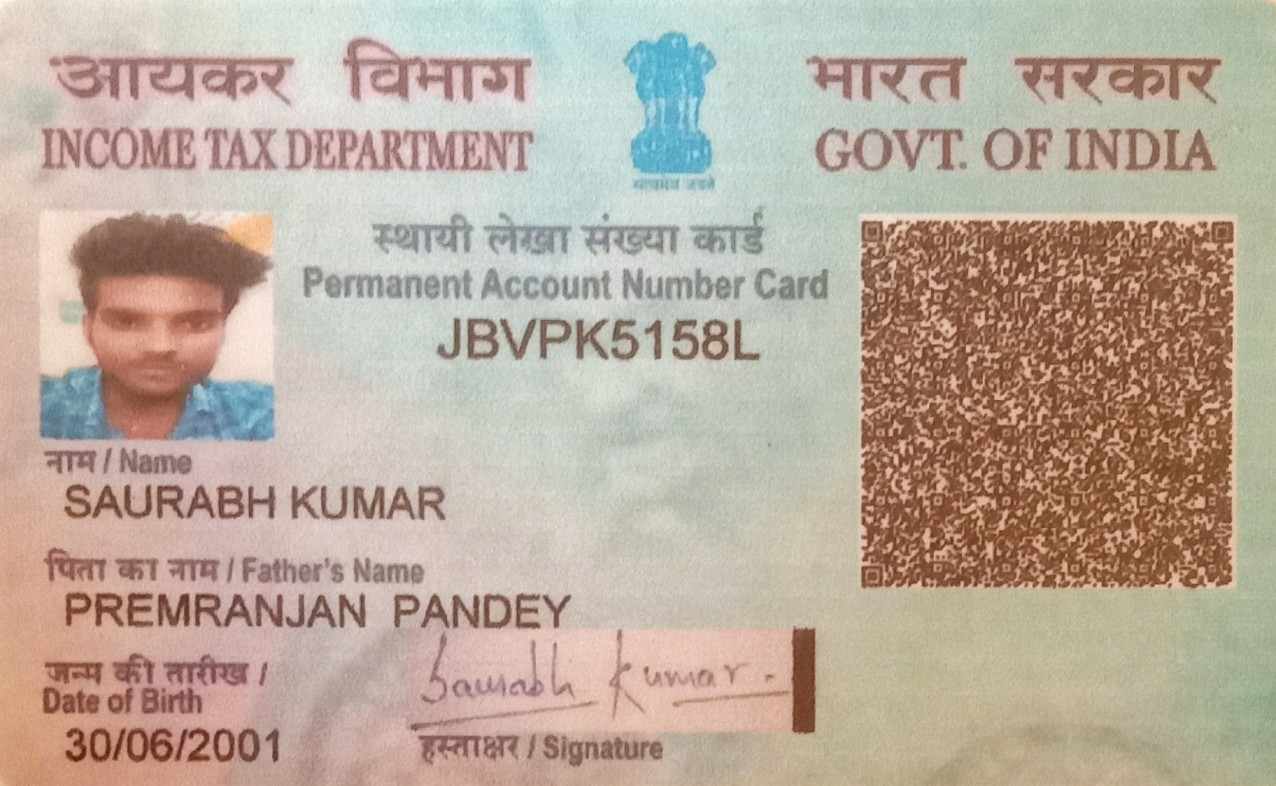 आयकर विभाग
INCOME TAX DEPARTMENT
भारत सरकार
GOVT. OF INDIA
सत्यमेव जयते
स्थायी लेखा संख्या कार्ड
Permanent Account Number Card
JBVPK5158L
नाम / Name
SAURABH KUMAR
पिता का नाम / Father's Name
PREMRANJAN PANDEY
जन्म की तारीख /
Date of Birth
30/06/2001
Saurabh Kumar.
हस्ताक्षर / Signature